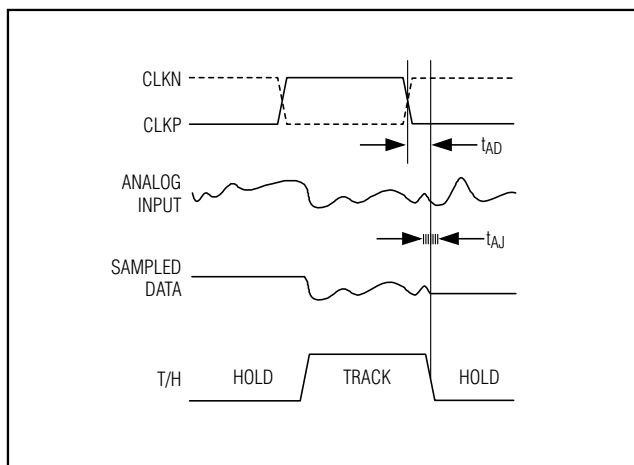 CLKN
CLKP
tAD
ANALOG
INPUT
tAJ
SAMPLED
DATA
T/H
HOLD
TRACK
HOLD